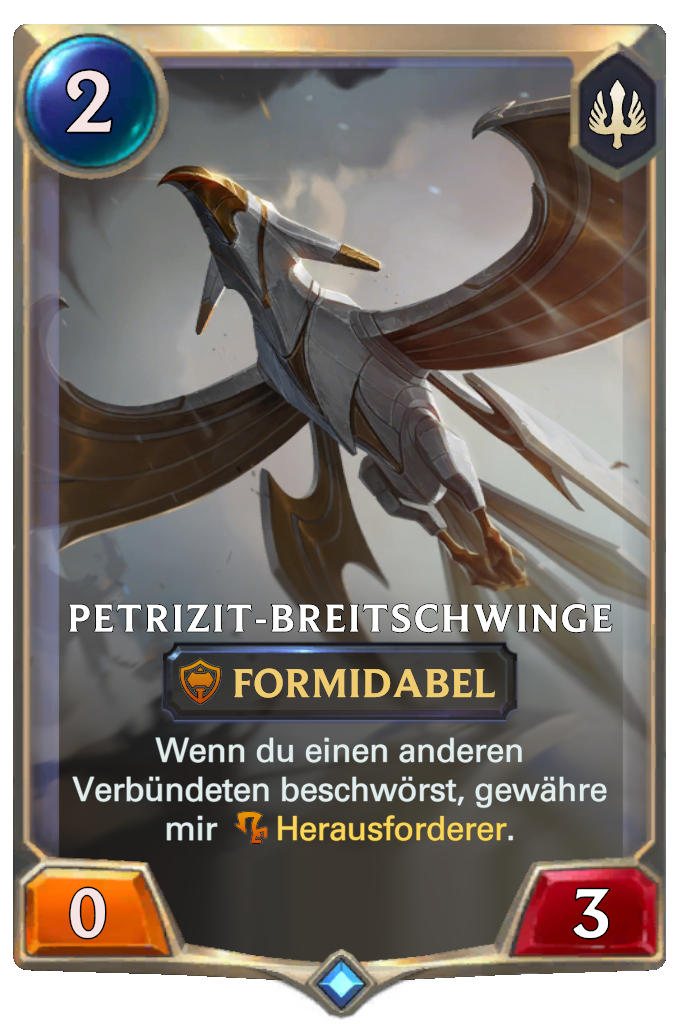 2
PETRIZIT-BREITSCHWINGE
FORMIDABEL
Wenn du einen anderen
Verbündeten beschwörst, gewähre
mir Herausforderer.
0
3